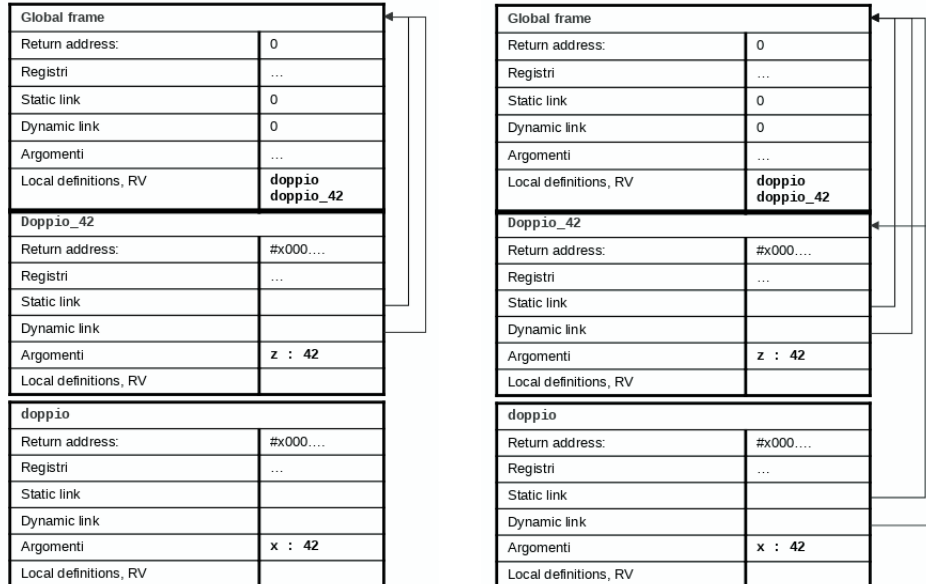 Global frame
Return address: 0
Registri ...
Static link 0
Dynamic link 0
Argomenti ...
Local definitions, RV doppio
doppio_42
Doppio_42
Return address: #x000....
Registri ...
Static link
Dynamic link
Argomenti z : 42
Local definitions, RV
doppio
Return address: #x000....
Registri ...
Static link
Dynamic link
Argomenti x : 42
Local definitions, RV
Global frame
Return address: 0
Registri ...
Static link 0
Dynamic link 0
Argomenti ...
Local definitions, RV doppio
doppio_42
Doppio_42
Return address: #x000....
Registri ...
Static link
Dynamic link
Argomenti z : 42
Local definitions, RV
doppio
Return address: #x000....
Registri ...
Static link
Dynamic link
Argomenti x : 42
Local definitions, RV